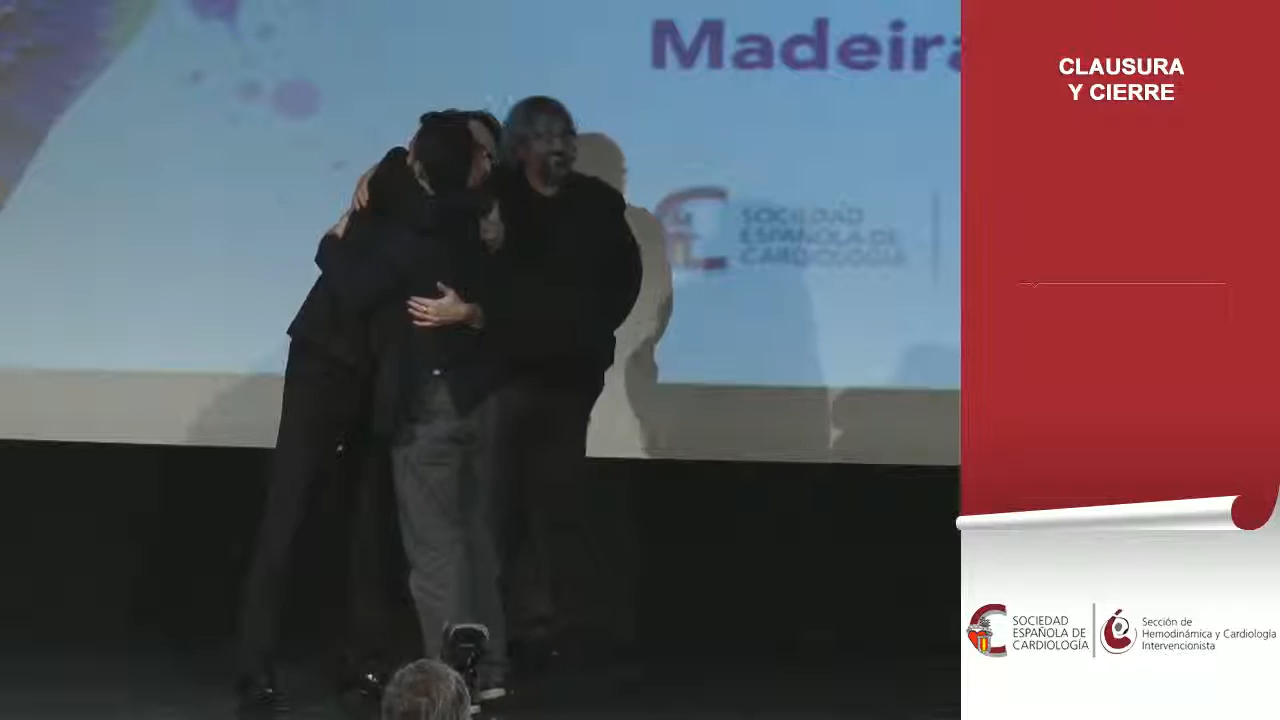 Madeira
SOCIEDAD
ESPAÑOLA DE
CARDIOLOGÍA
CLAUSURA
Y CIERRE
SOCIEDAD
ESPAÑOLA DE
CARDIOLOGÍA
Sección de
Hemodinámica y Cardiología
Intervencionista